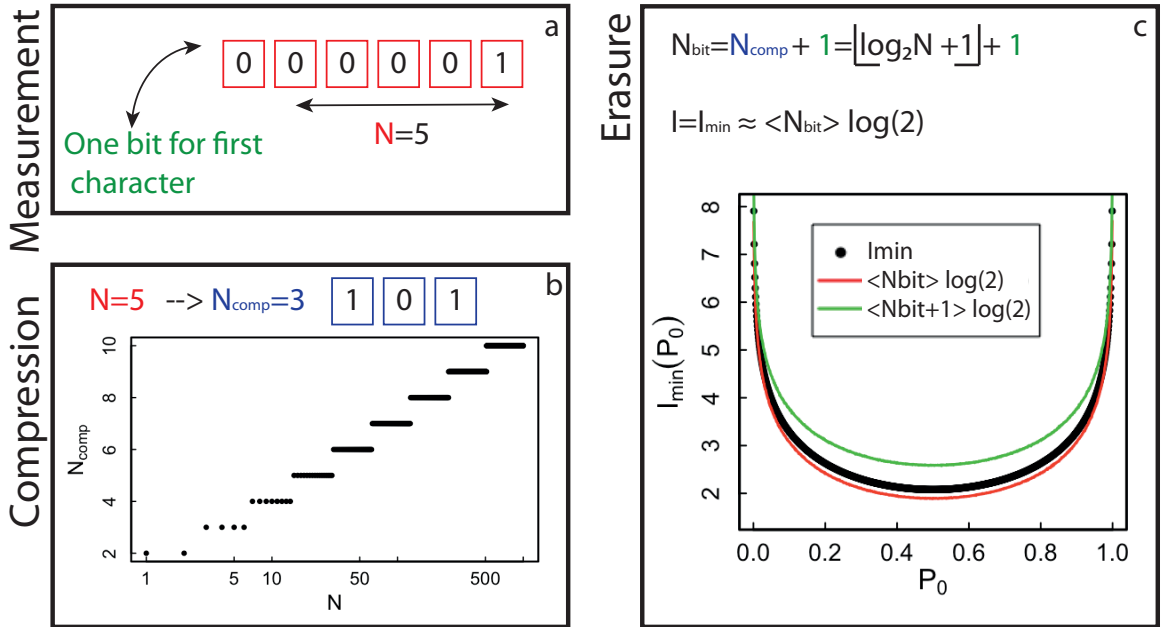 Measurement
a
0 0 0 0 0 1
N=5
One bit for first
character
Compression
b
N=5 --> Ncomp=3 1 0 1
10
8
6
4
2
Ncomp
1 5 10 50 500
N
Erasure
c
Nbit=Ncomp + 1=⌊log₂N +1⌋+ 1
I=Imin ≈ <Nbit> log(2)
8
7
6
5
4
3
2
Imin(P₀)
Imin
<Nbit> log(2)
<Nbit+1> log(2)
0.0 0.2 0.4 0.6 0.8 1.0
P₀